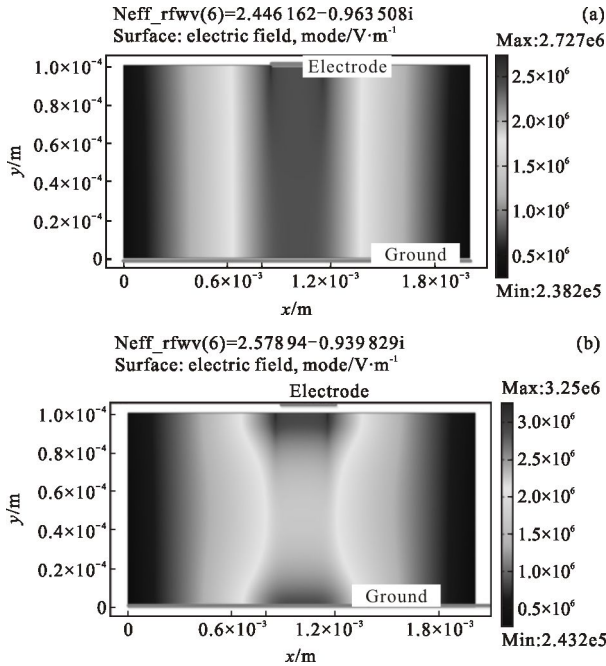 Neff_rfwv(6)=2.446 162−0.963 508i
(a)
Surface: electric field, mode/V·m⁻¹
Max:2.727e6
Electrode
1.0×10⁻⁴
0.8×10⁻⁴
0.6×10⁻⁴
0.4×10⁻⁴
0.2×10⁻⁴
0
y/m
Ground
2.5×10⁶
2.0×10⁶
1.5×10⁶
1.0×10⁶
0.5×10⁶
0
0.6×10⁻³
1.2×10⁻³
1.8×10⁻³
Min:2.382e5
x/m
Neff_rfwv(6)=2.578 94−0.939 829i
(b)
Surface: electric field, mode/V·m⁻¹
Max:3.25e6
Electrode
1.0×10⁻⁴
0.8×10⁻⁴
0.6×10⁻⁴
0.4×10⁻⁴
0.2×10⁻⁴
0
y/m
Ground
3.0×10⁶
2.5×10⁶
2.0×10⁶
1.5×10⁶
1.0×10⁶
0.5×10⁶
0
0.6×10⁻³
1.2×10⁻³
1.8×10⁻³
Min:2.432e5
x/m